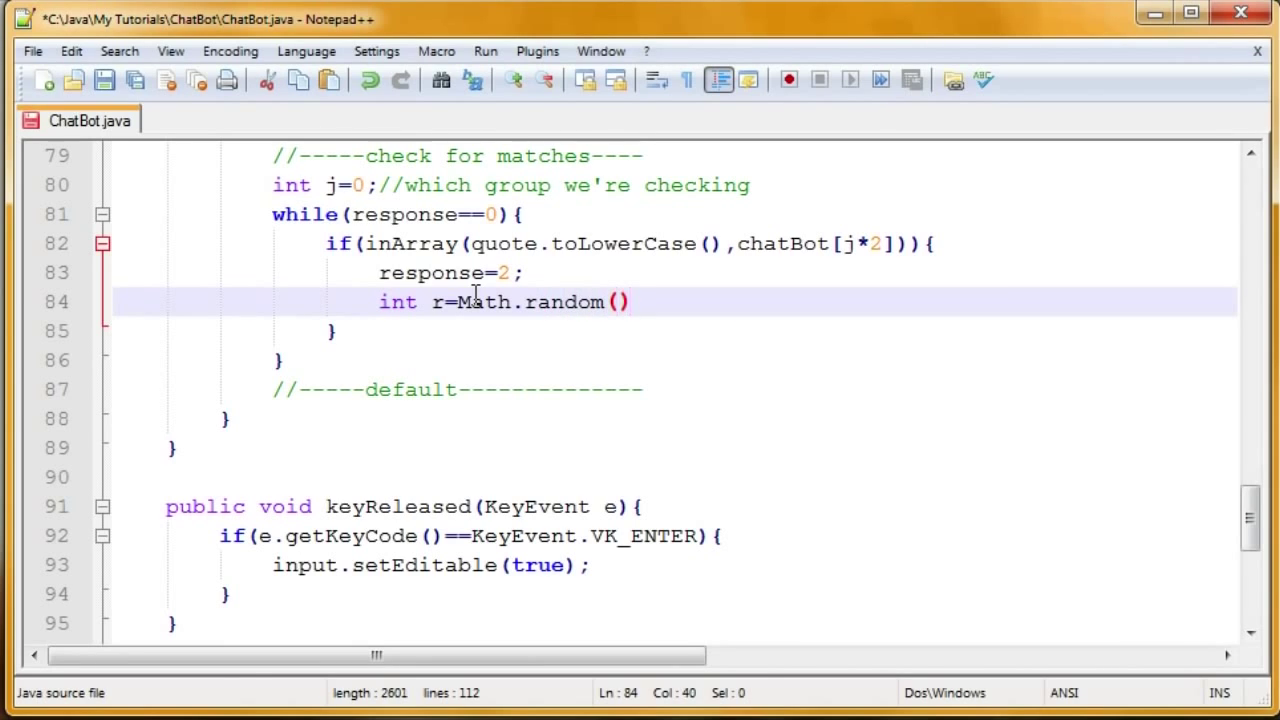 *C:\Java\My Tutorials\ChatBot\ChatBot.java - Notepad++
File Edit Search View Encoding Language Settings Macro Run Plugins Window ? X
ABC
ChatBot.java
79 //-----check for matches----
80 int j=0;//which group we're checking
81 while(response==0){
82 if(inArray(quote.toLowerCase(),chatBot[j*2])){
83 response=2;
84 int r=Math.random()
85 }
86 }
87 //-----default--------------
88 }
89 }
90
91 public void keyReleased(KeyEvent e){
92 if(e.getKeyCode()==KeyEvent.VK_ENTER){
93 input.setEditable(true);
94 }
95 }
Java source file length : 2601 lines : 112 Ln : 84 Col : 40 Sel : 0 Dos\Windows ANSI INS